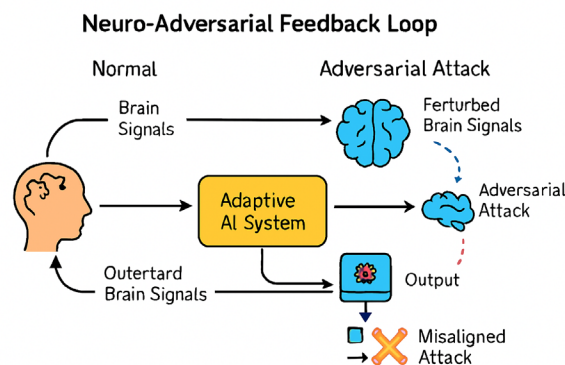 Neuro-Adversarial Feedback Loop
Normal
Adversarial Attack
Brain
Signals
Ferturbed
Brain Signals
Adaptive
AI System
Adversarial
Attack
Outertard
Brain Signals
Output
Misaligned
Attack